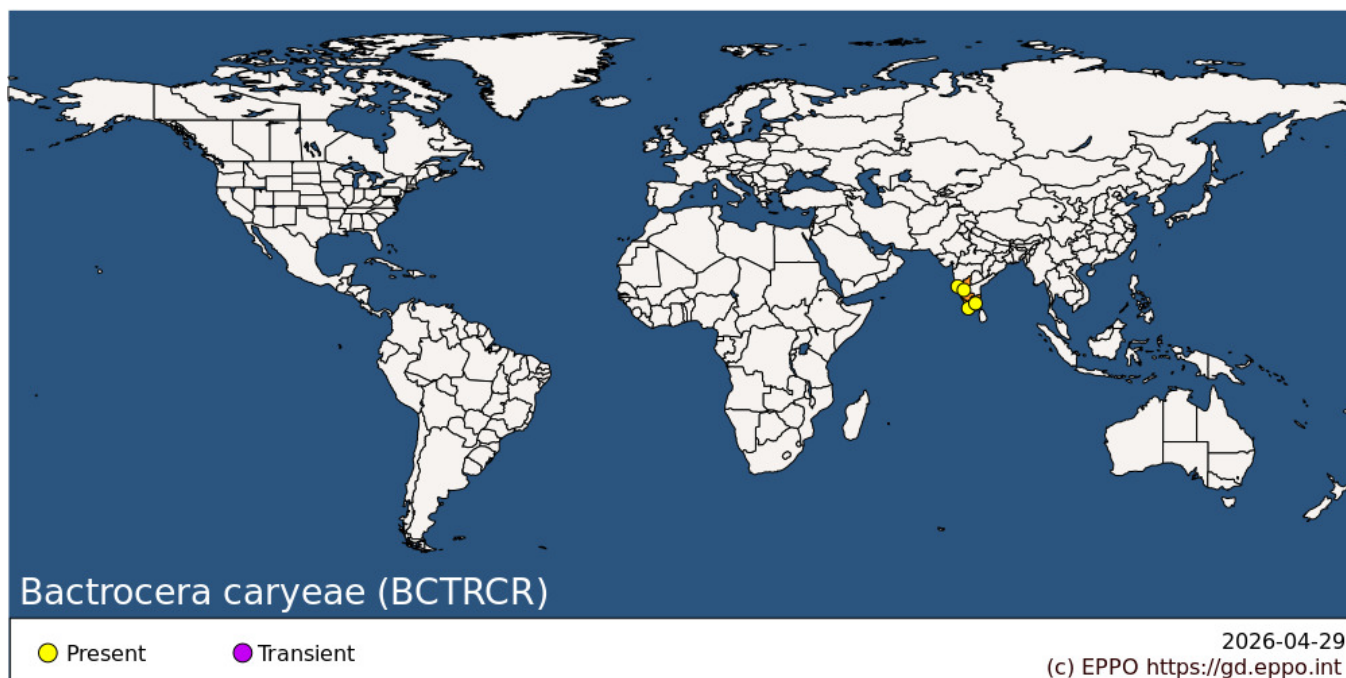 Bactrocera caryeae (BCTRCR)
Present
Transient
2026-04-29
(c) EPPO https://gd.eppo.int